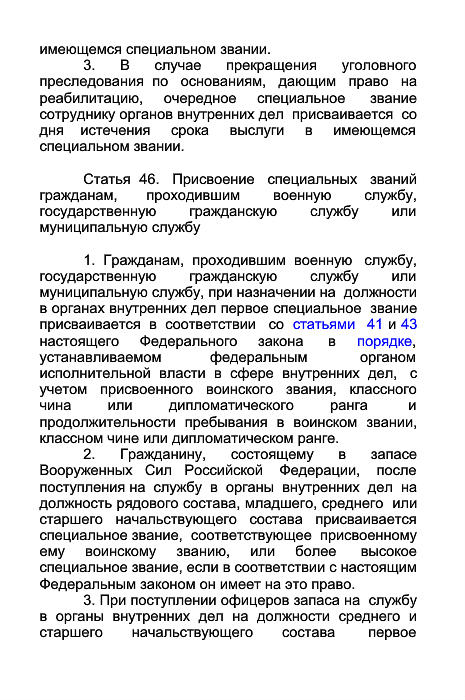 имеющемся специальном звании.
3. В случае прекращения уголовного
преследования по основаниям, дающим право на
реабилитацию, очередное специальное звание
сотруднику органов внутренних дел присваивается со
дня истечения срока выслуги в имеющемся
специальном звании.
Статья 46. Присвоение специальных званий
гражданам, проходившим военную службу,
государственную гражданскую службу или
муниципальную службу
1. Гражданам, проходившим военную службу,
государственную гражданскую службу или
муниципальную службу, при назначении на должности
в органах внутренних дел первое специальное звание
присваивается в соответствии со статьями 41 и 43
настоящего Федерального закона в порядке,
устанавливаемом федеральным органом
исполнительной власти в сфере внутренних дел, с
учетом присвоенного воинского звания, классного
чина или дипломатического ранга и
продолжительности пребывания в воинском звании,
классном чине или дипломатическом ранге.
2. Гражданину, состоящему в запасе
Вооруженных Сил Российской Федерации, после
поступления на службу в органы внутренних дел на
должность рядового состава, младшего, среднего или
старшего начальствующего состава присваивается
специальное звание, соответствующее присвоенному
ему воинскому званию, или более высокое
специальное звание, если в соответствии с настоящим
Федеральным законом он имеет на это право.
3. При поступлении офицеров запаса на службу
в органы внутренних дел на должности среднего и
старшего начальствующего состава первое